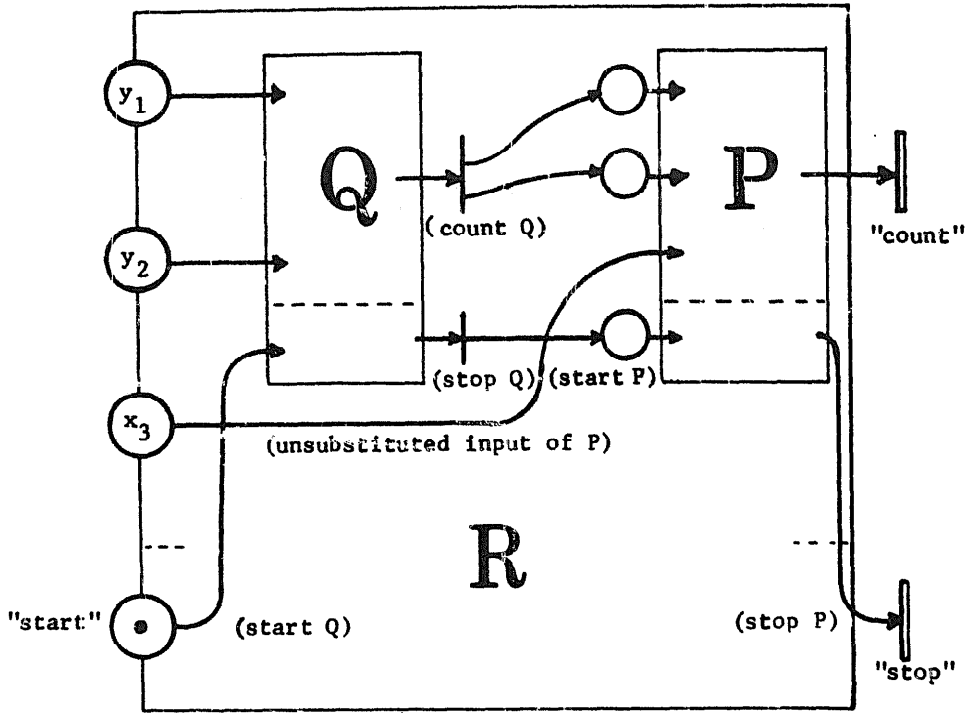 y1
Q
P
(count Q)
"count"
y2
(stop Q)
(start P)
x3
(unsubstituted input of P)
R
"start"
(start Q)
(stop P)
"stop"